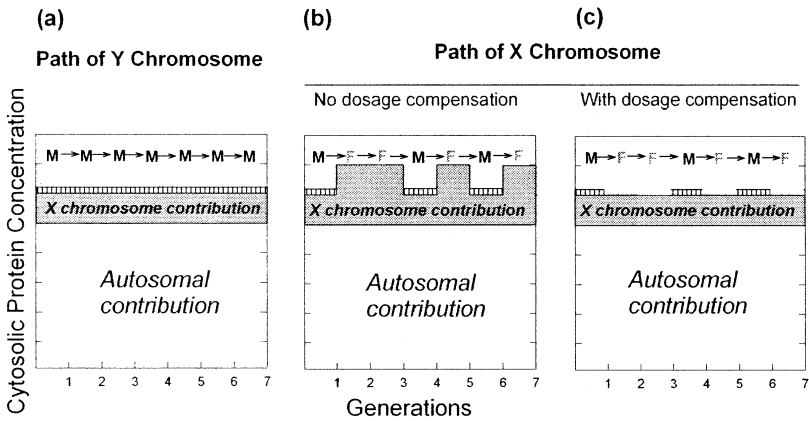 (a)
(b)
(c)
Path of Y Chromosome
Path of X Chromosome
No dosage compensation
With dosage compensation
Cytosolic Protein Concentration
M→M→M→M→M→M→M
M→F→F→M→F→M→F
M→F→F→M→F→M→F
X chromosome contribution
X chromosome contribution
X chromosome contribution
Autosomal
contribution
Autosomal
contribution
Autosomal
contribution
1 2 3 4 5 6 7
1 2 3 4 5 6 7
1 2 3 4 5 6 7
Generations